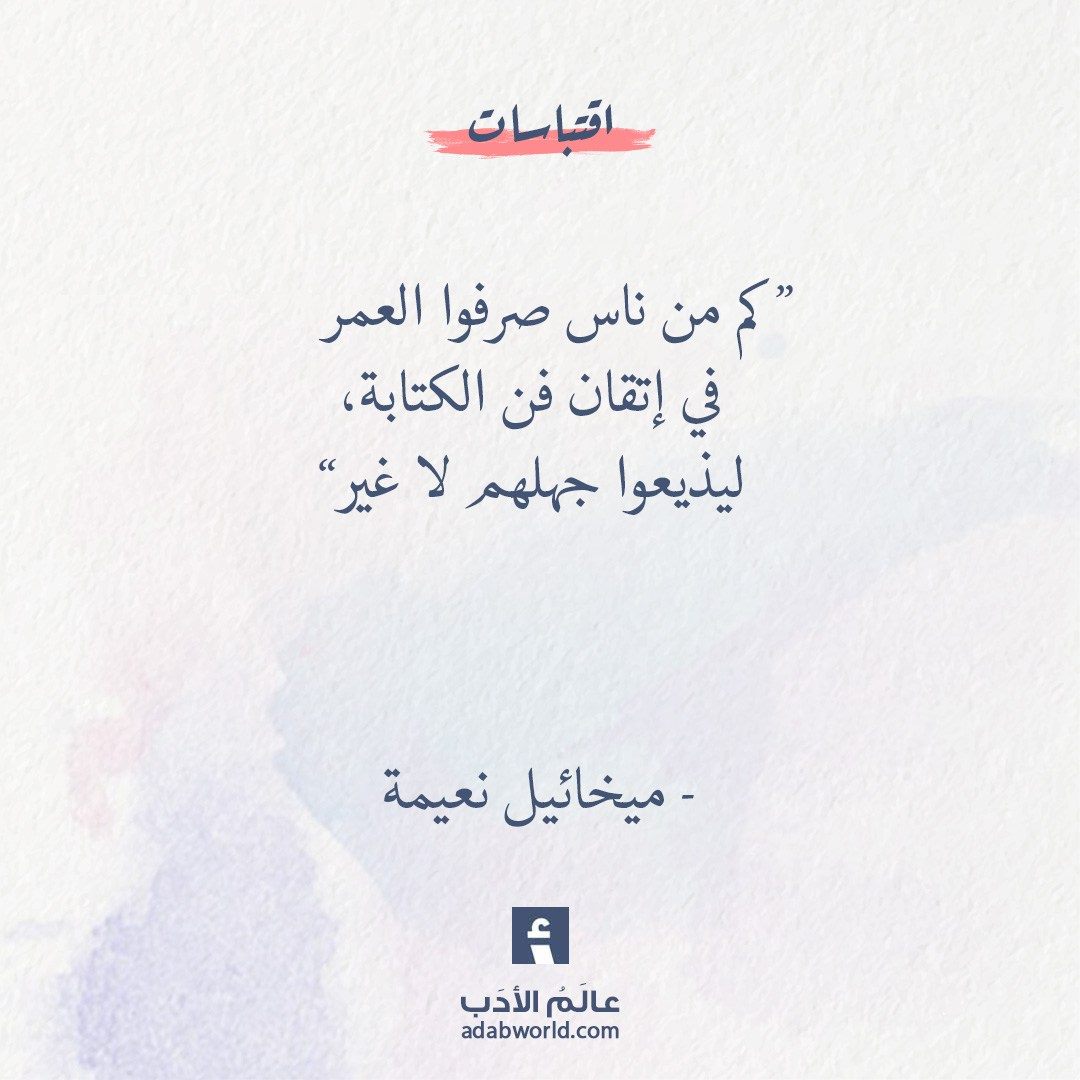 اقتباسات
”كم من ناس صرفوا العمر
في إتقان فن الكتابة،
ليذيعوا جهلهم لا غير“
- ميخائيل نعيمة
أ
عالَمُ الأدَب
adabworld.com